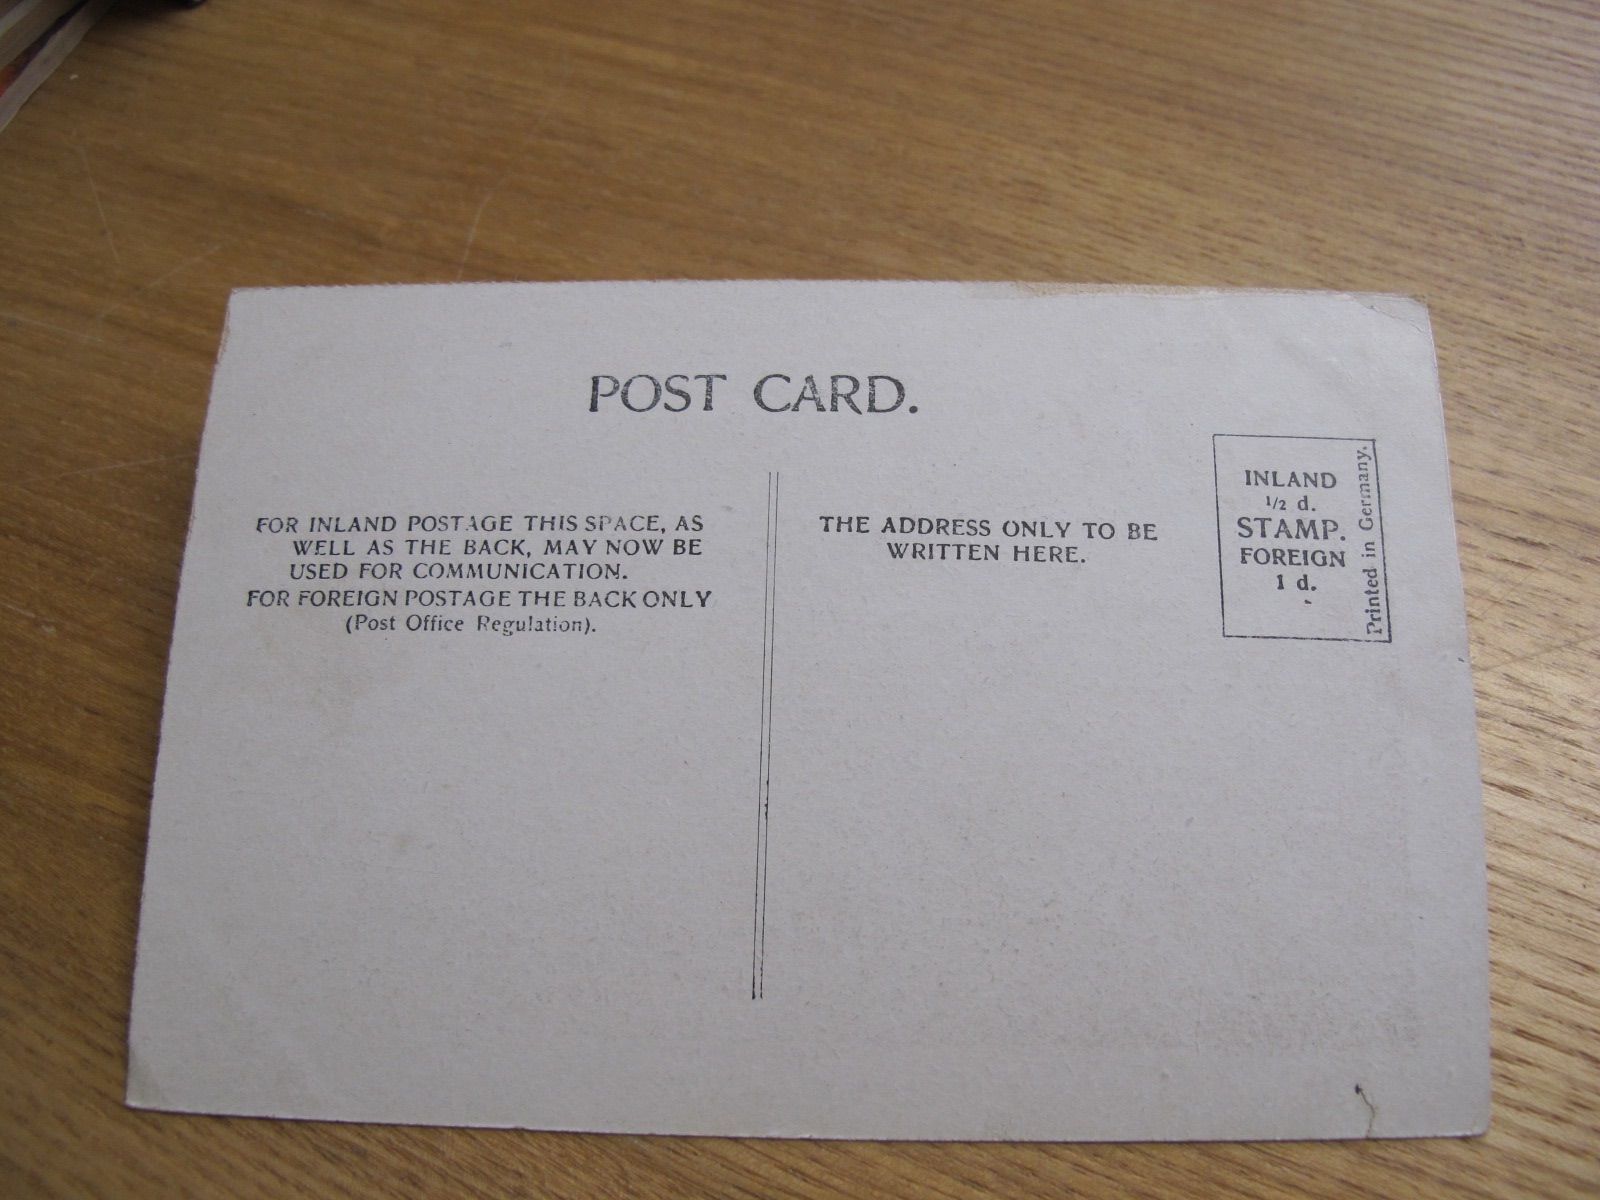 POST CARD.
FOR INLAND POSTAGE THIS SPACE, AS
WELL AS THE BACK, MAY NOW BE
USED FOR COMMUNICATION.
FOR FOREIGN POSTAGE THE BACK ONLY
(Post Office Regulation).
THE ADDRESS ONLY TO BE
WRITTEN HERE.
INLAND
1/2 d.
STAMP.
FOREIGN
1 d.
Printed in Germany.